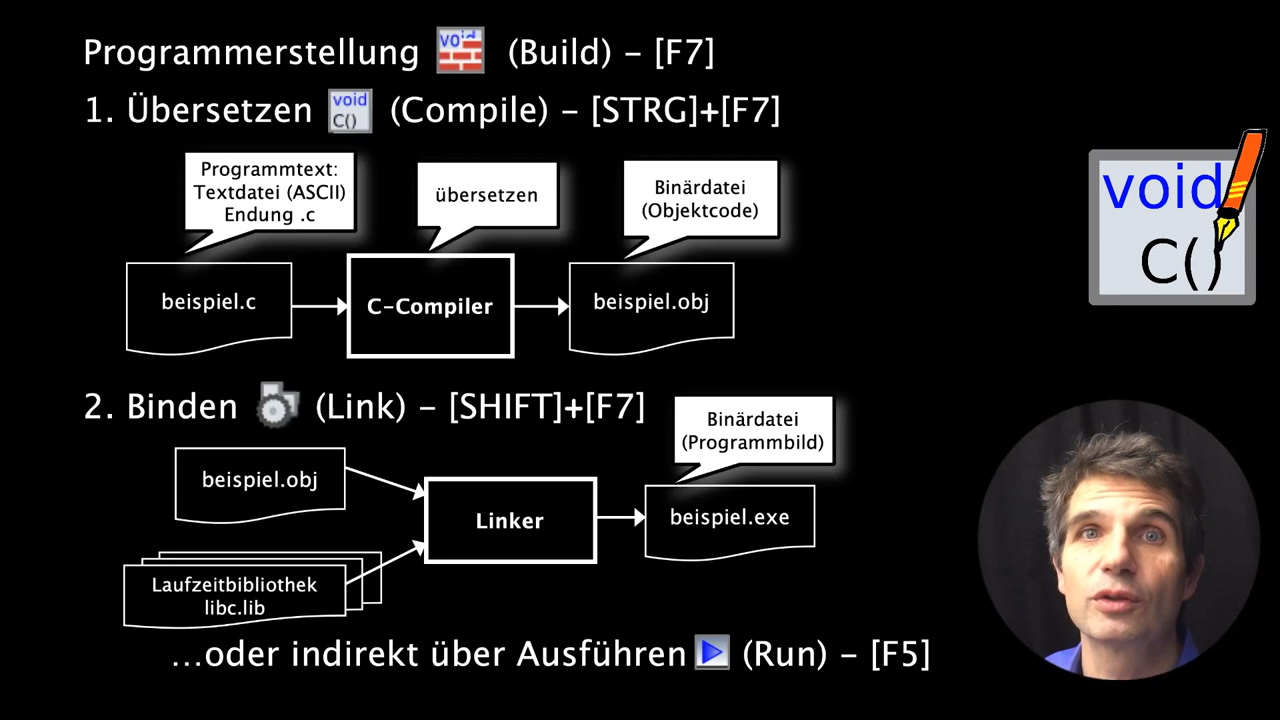 Programmerstellung void (Build) – [F7]
1. Übersetzen void C() (Compile) – [STRG]+[F7]
Programmtext:
Textdatei (ASCII)
Endung .c
übersetzen
Binärdatei
(Objektcode)
beispiel.c
C-Compiler
beispiel.obj
void
C()
2. Binden (Link) – [SHIFT]+[F7]
Binärdatei
(Programmbild)
beispiel.obj
Linker
beispiel.exe
Laufzeitbibliothek
libc.lib
...oder indirekt über Ausführen (Run) – [F5]